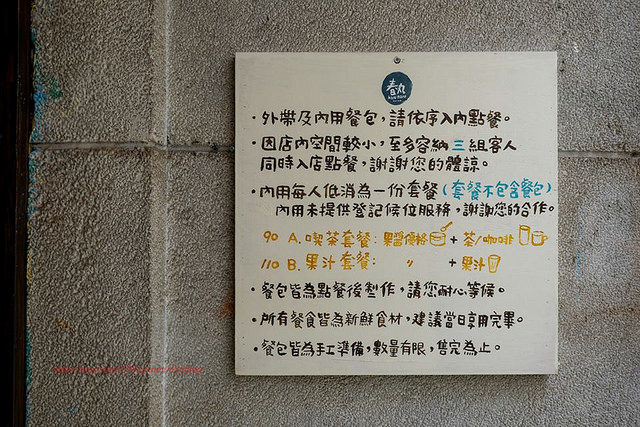 春丸
・外帶及內用餐包，請依序入內點餐。
・因店內空間較小，至多容納三組客人
同時入店點餐，謝謝您的體諒。
・內用每人低消為一份套餐(套餐不包含餐包)
內用未提供登記候位服務，謝謝您的合作。
90 A. 喫茶套餐： 果醬優格 + 茶/咖啡
110 B. 果汁套餐： 〃 + 果汁
・餐包皆為點餐後製作，請您耐心等候。
・所有餐食皆為新鮮食材，建議當日享用完畢。
・餐包皆為手工準備，數量有限，售完為止。